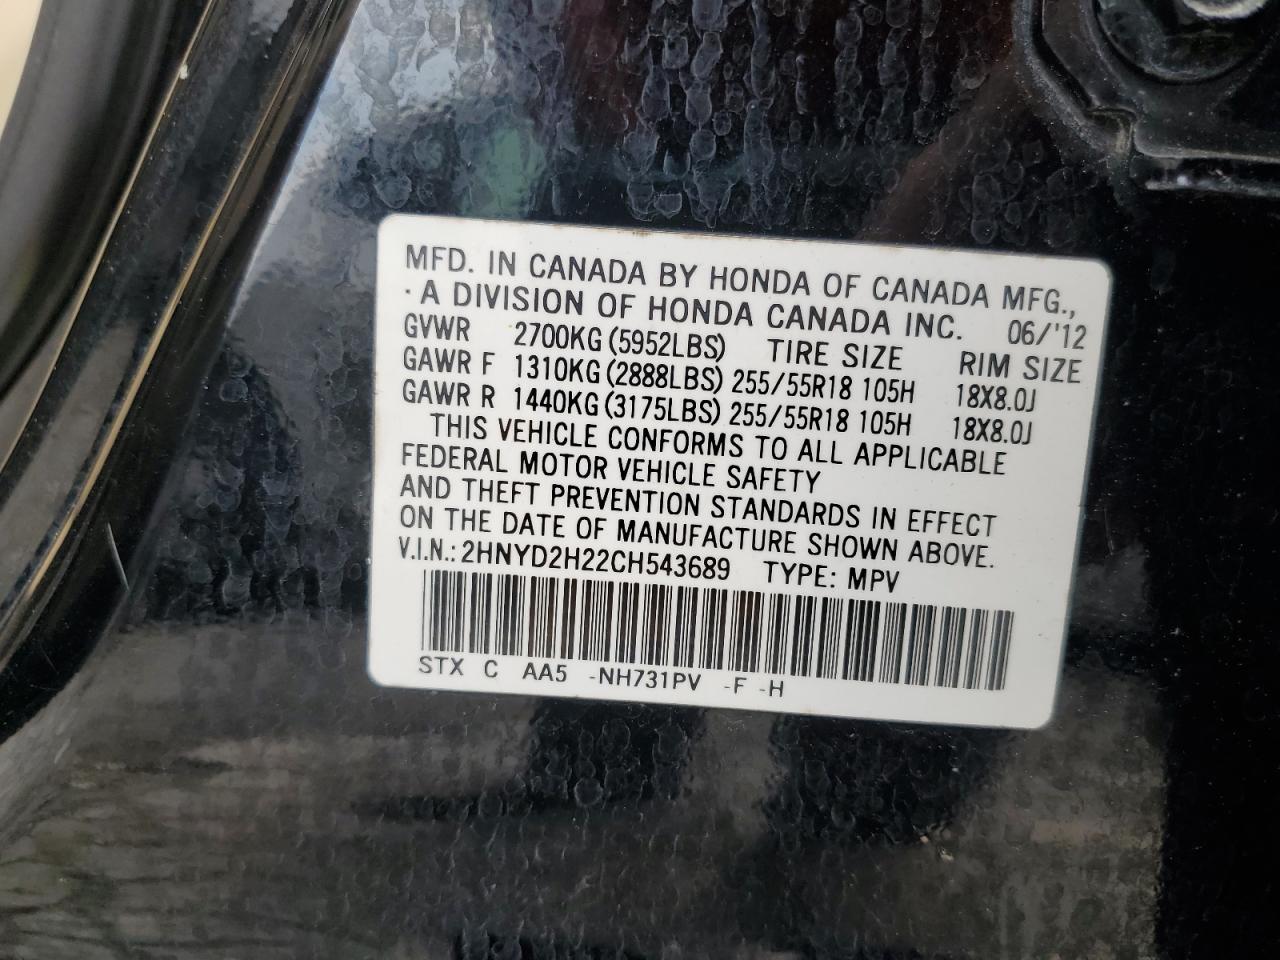 MFD. IN CANADA BY HONDA OF CANADA MFG.,
. A DIVISION OF HONDA CANADA INC. 06/'12
GVWR 2700KG (5952LBS) TIRE SIZE RIM SIZE
GAWR F 1310KG (2888LBS) 255/55R18 105H 18X8.0J
GAWR R 1440KG (3175LBS) 255/55R18 105H 18X8.0J
THIS VEHICLE CONFORMS TO ALL APPLICABLE
FEDERAL MOTOR VEHICLE SAFETY
AND THEFT PREVENTION STANDARDS IN EFFECT
ON THE DATE OF MANUFACTURE SHOWN ABOVE.
V.I.N.: 2HNYD2H22CH543689 TYPE: MPV
STX C AA5 -NH731PV -F -H